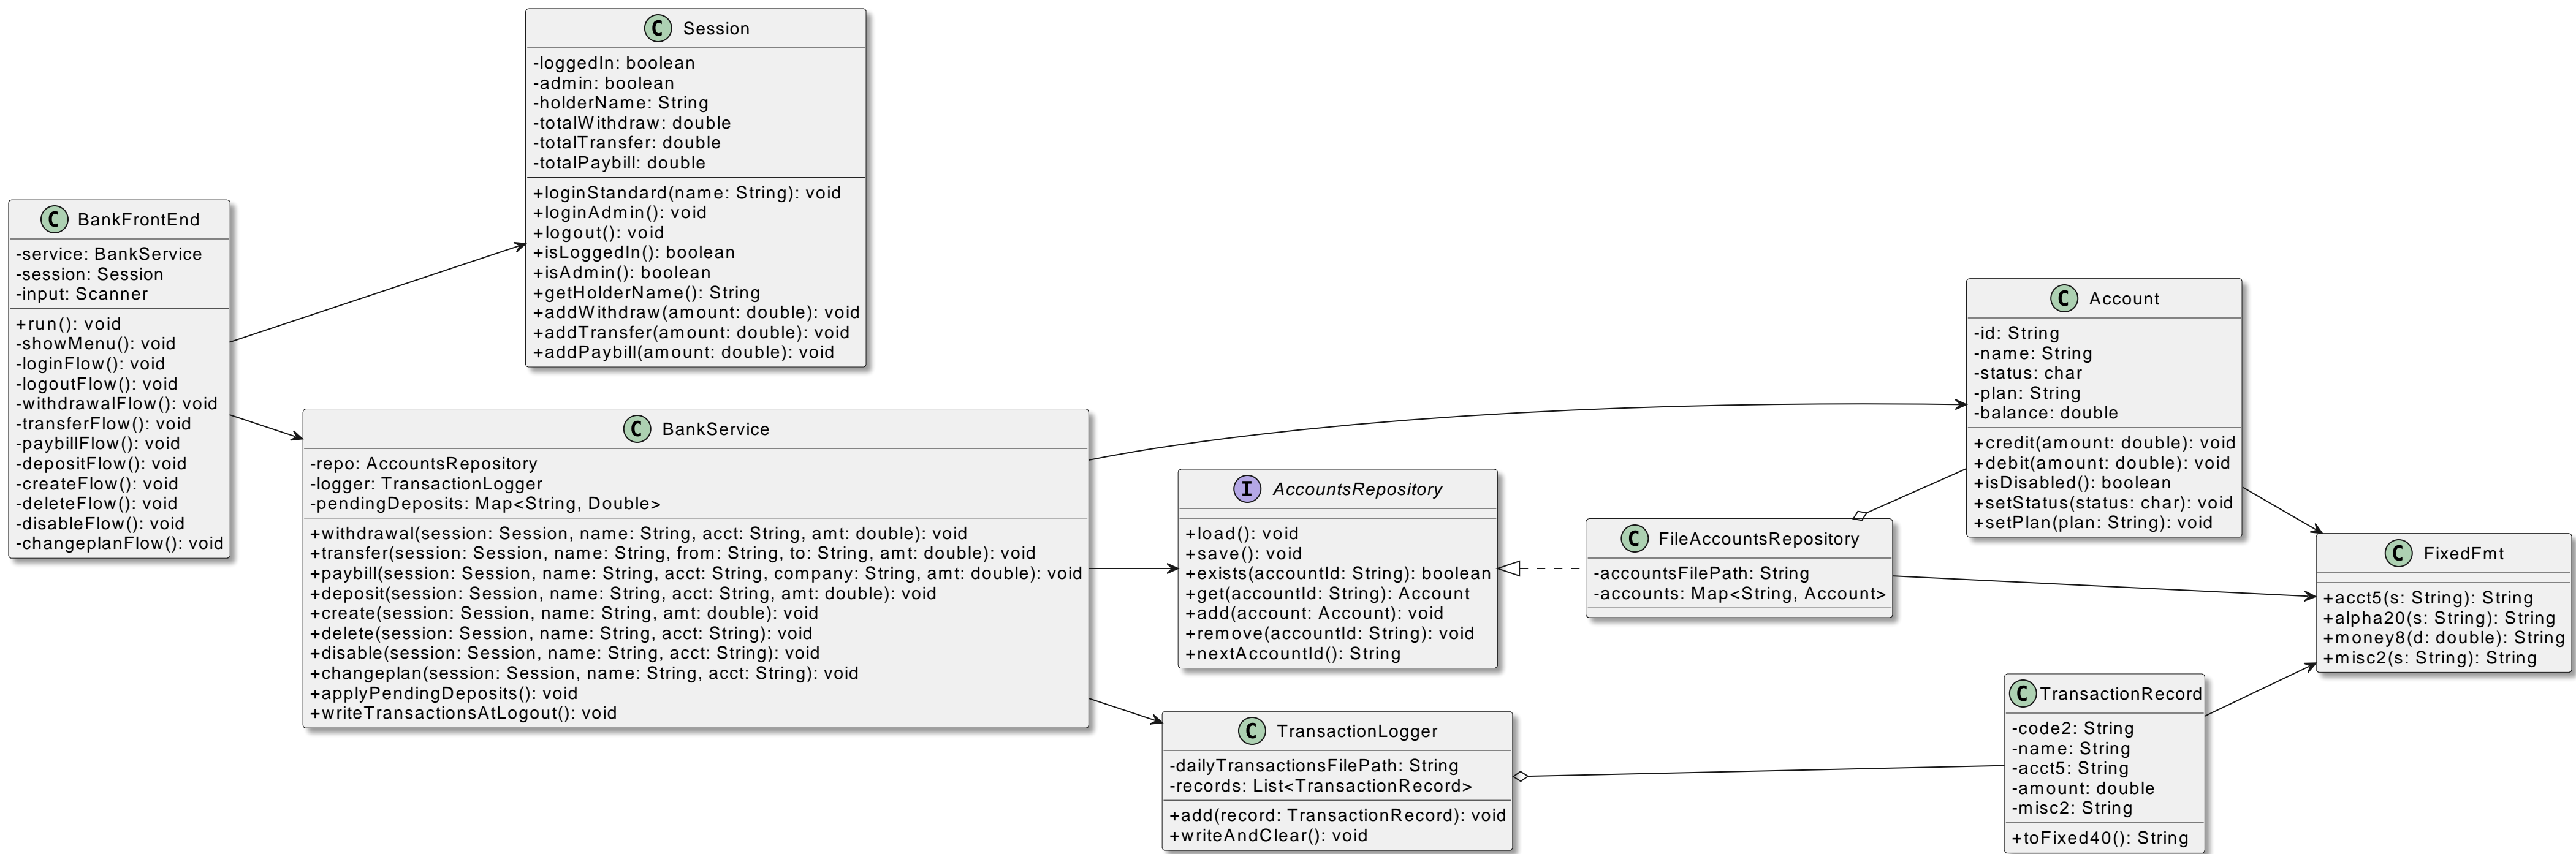 C Session
-loggedIn: boolean
-admin: boolean
-holderName: String
-totalWithdraw: double
-totalTransfer: double
-totalPaybill: double
+loginStandard(name: String): void
+loginAdmin(): void
+logout(): void
+isLoggedIn(): boolean
+isAdmin(): boolean
+getHolderName(): String
+addWithdraw(amount: double): void
+addTransfer(amount: double): void
+addPaybill(amount: double): void
C BankFrontEnd
-service: BankService
-session: Session
-input: Scanner
+run(): void
-showMenu(): void
-loginFlow(): void
-logoutFlow(): void
-withdrawalFlow(): void
-transferFlow(): void
-paybillFlow(): void
-depositFlow(): void
-createFlow(): void
-deleteFlow(): void
-disableFlow(): void
-changeplanFlow(): void
C BankService
-repo: AccountsRepository
-logger: TransactionLogger
-pendingDeposits: Map<String, Double>
+withdrawal(session: Session, name: String, acct: String, amt: double): void
+transfer(session: Session, name: String, from: String, to: String, amt: double): void
+paybill(session: Session, name: String, acct: String, company: String, amt: double): void
+deposit(session: Session, name: String, acct: String, amt: double): void
+create(session: Session, name: String, amt: double): void
+delete(session: Session, name: String, acct: String): void
+disable(session: Session, name: String, acct: String): void
+changeplan(session: Session, name: String, acct: String): void
+applyPendingDeposits(): void
+writeTransactionsAtLogout(): void
I AccountsRepository
+load(): void
+save(): void
+exists(accountId: String): boolean
+get(accountId: String): Account
+add(account: Account): void
+remove(accountId: String): void
+nextAccountId(): String
C TransactionLogger
-dailyTransactionsFilePath: String
-records: List<TransactionRecord>
+add(record: TransactionRecord): void
+writeAndClear(): void
C FileAccountsRepository
-accountsFilePath: String
-accounts: Map<String, Account>
C Account
-id: String
-name: String
-status: char
-plan: String
-balance: double
+credit(amount: double): void
+debit(amount: double): void
+isDisabled(): boolean
+setStatus(status: char): void
+setPlan(plan: String): void
C TransactionRecord
-code2: String
-name: String
-acct5: String
-amount: double
-misc2: String
+toFixed40(): String
C FixedFmt
+acct5(s: String): String
+alpha20(s: String): String
+money8(d: double): String
+misc2(s: String): String